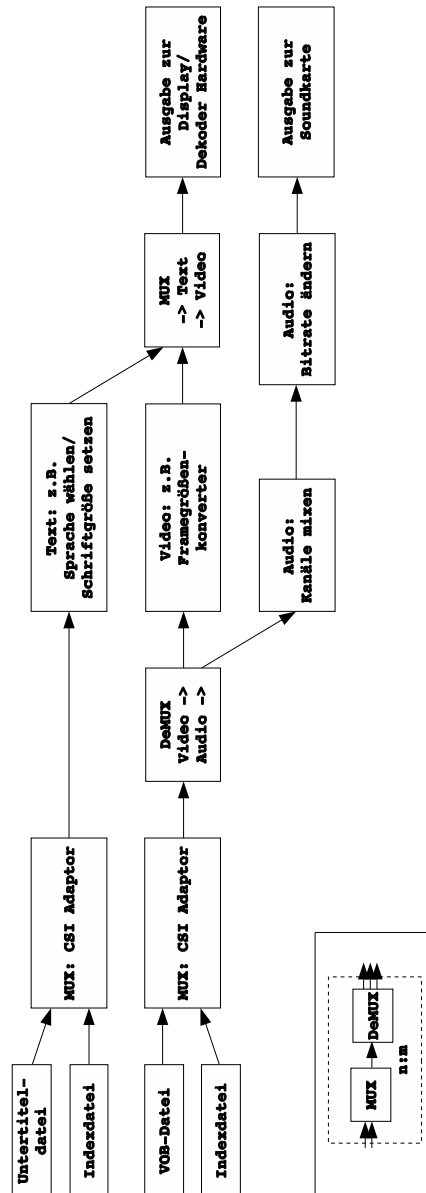 Untertitel-
datei
Indexdatei
MUX: CSI Adaptor
Text: z.B.
Sprache wählen/
Schriftgröße setzen
VOB-Datei
Indexdatei
MUX: CSI Adaptor
DeMUX
Video ->
Audio ->
Video: z.B.
Framegrößen-
konverter
MUX
-> Text
-> Video
Ausgabe zur
Display/
Dekoder Hardware
Audio:
Kanäle mixen
Audio:
Bitrate ändern
Ausgabe zur
Soundkarte
MUX
DeMUX
n:m